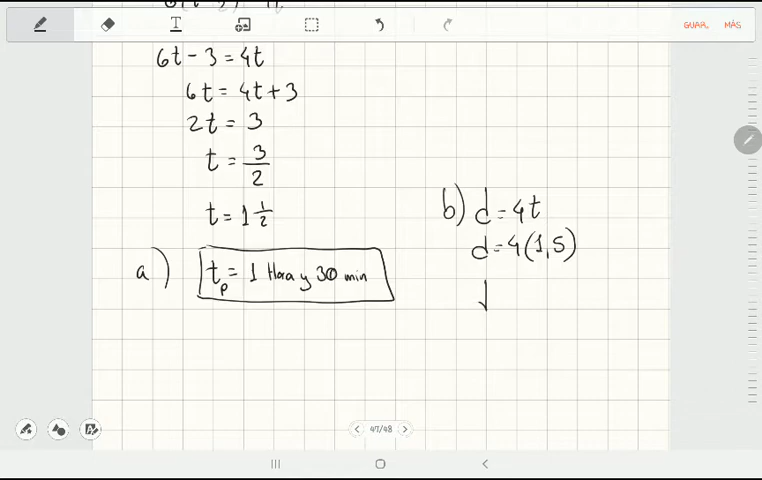 GUAR. MÁS
6t - 3 = 4t
6t = 4t + 3
2t = 3
t = 3/2
t = 1 1/2
a) tp = 1 Hora y 30 min
b) d = 4t
d = 4(1,5)
47/48